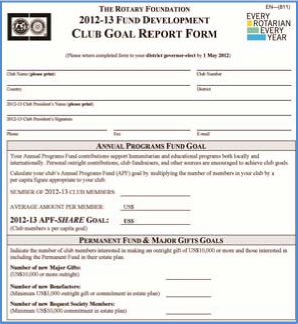 THE ROTARY FOUNDATION
EN—(811)
2012-13 FUND DEVELOPMENT
CLUB GOAL REPORT FORM
EVERY
ROTARIAN
EVERY
YEAR
(Please return completed form to your district governor-elect by 1 May 2012)
Club Name (please print)
Club Number
Country
District
2012-13 Club President's Name (please print)
2012-13 Club President's Signature
Phone
Fax
E-mail
ANNUAL PROGRAMS FUND GOAL
Your Annual Programs Fund contributions support humanitarian and educational programs both locally and
internationally. Personal contributions, club fundraisers, and other sources are encouraged to achieve club goals.
Calculate your club's Annual Programs Fund (APF) goal by multiplying the number of members in your club by a
per capita figure appropriate to your club.
NUMBER OF 2012-13 CLUB MEMBERS:
AVERAGE AMOUNT PER MEMBER: US$
2012-13 APF-SHARE GOAL: US$
(Club members x per capita goal)
PERMANENT FUND & MAJOR GIFTS GOALS
Indicate the number of club members interested in making an outright gift of US$10,000 or more and those interested in
including the Permanent Fund in their estate plan.
Number of new Major Gifts:
(US$10,000 or more outright)
Number of new Benefactors:
(Minimum US$1,000 outright gift or commitment in estate plan)
Number of new Bequest Society Members:
(Minimum US$10,000 commitment in estate plan)